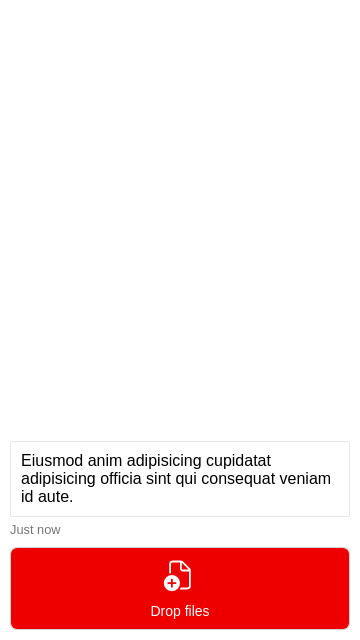 Eiusmod anim adipisicing cupidatat
adipisicing officia sint qui consequat veniam
id aute.
Just now
Drop files